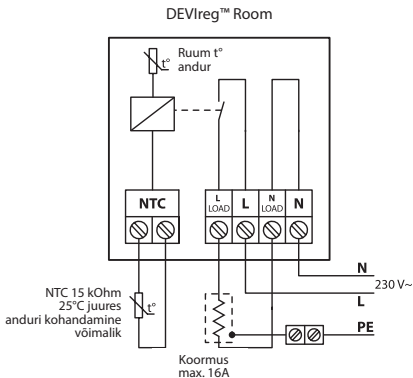 DEVIreg™ Room
Ruum t°
andur
t°
NTC
L
LOAD
L
N
LOAD
N
N
230 V~
L
PE
NTC 15 kOhm
25°C juures
anduri kohandamine
võimalik
t°
Koormus
max. 16A